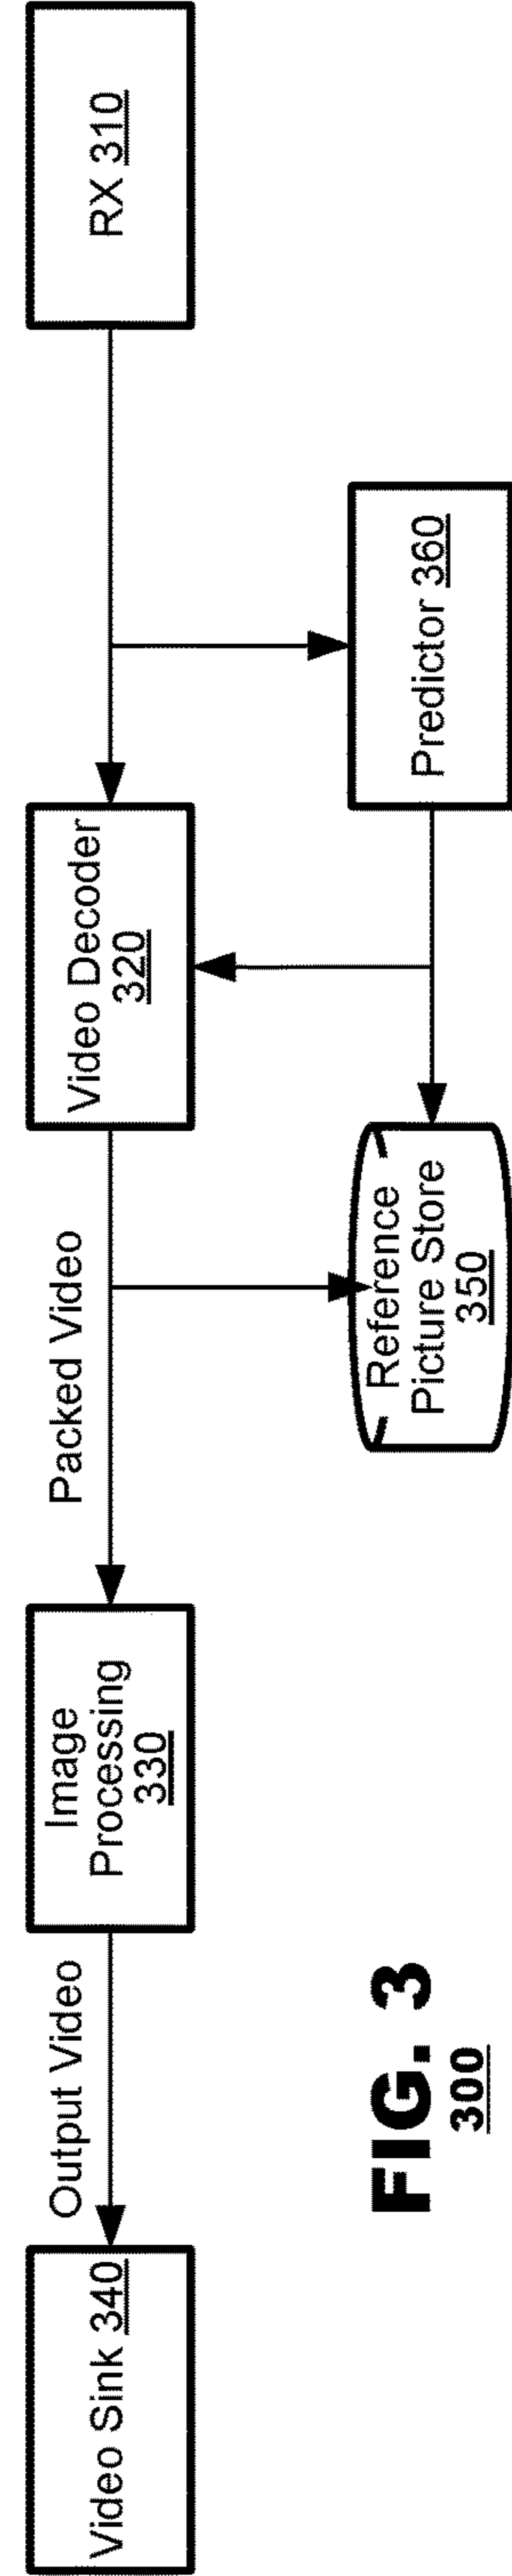 Video Sink 340
Output Video
Image
Processing
330
Packed Video
Video Decoder
320
RX 310
Reference
Picture Store
350
Predictor 360
FIG. 3
300